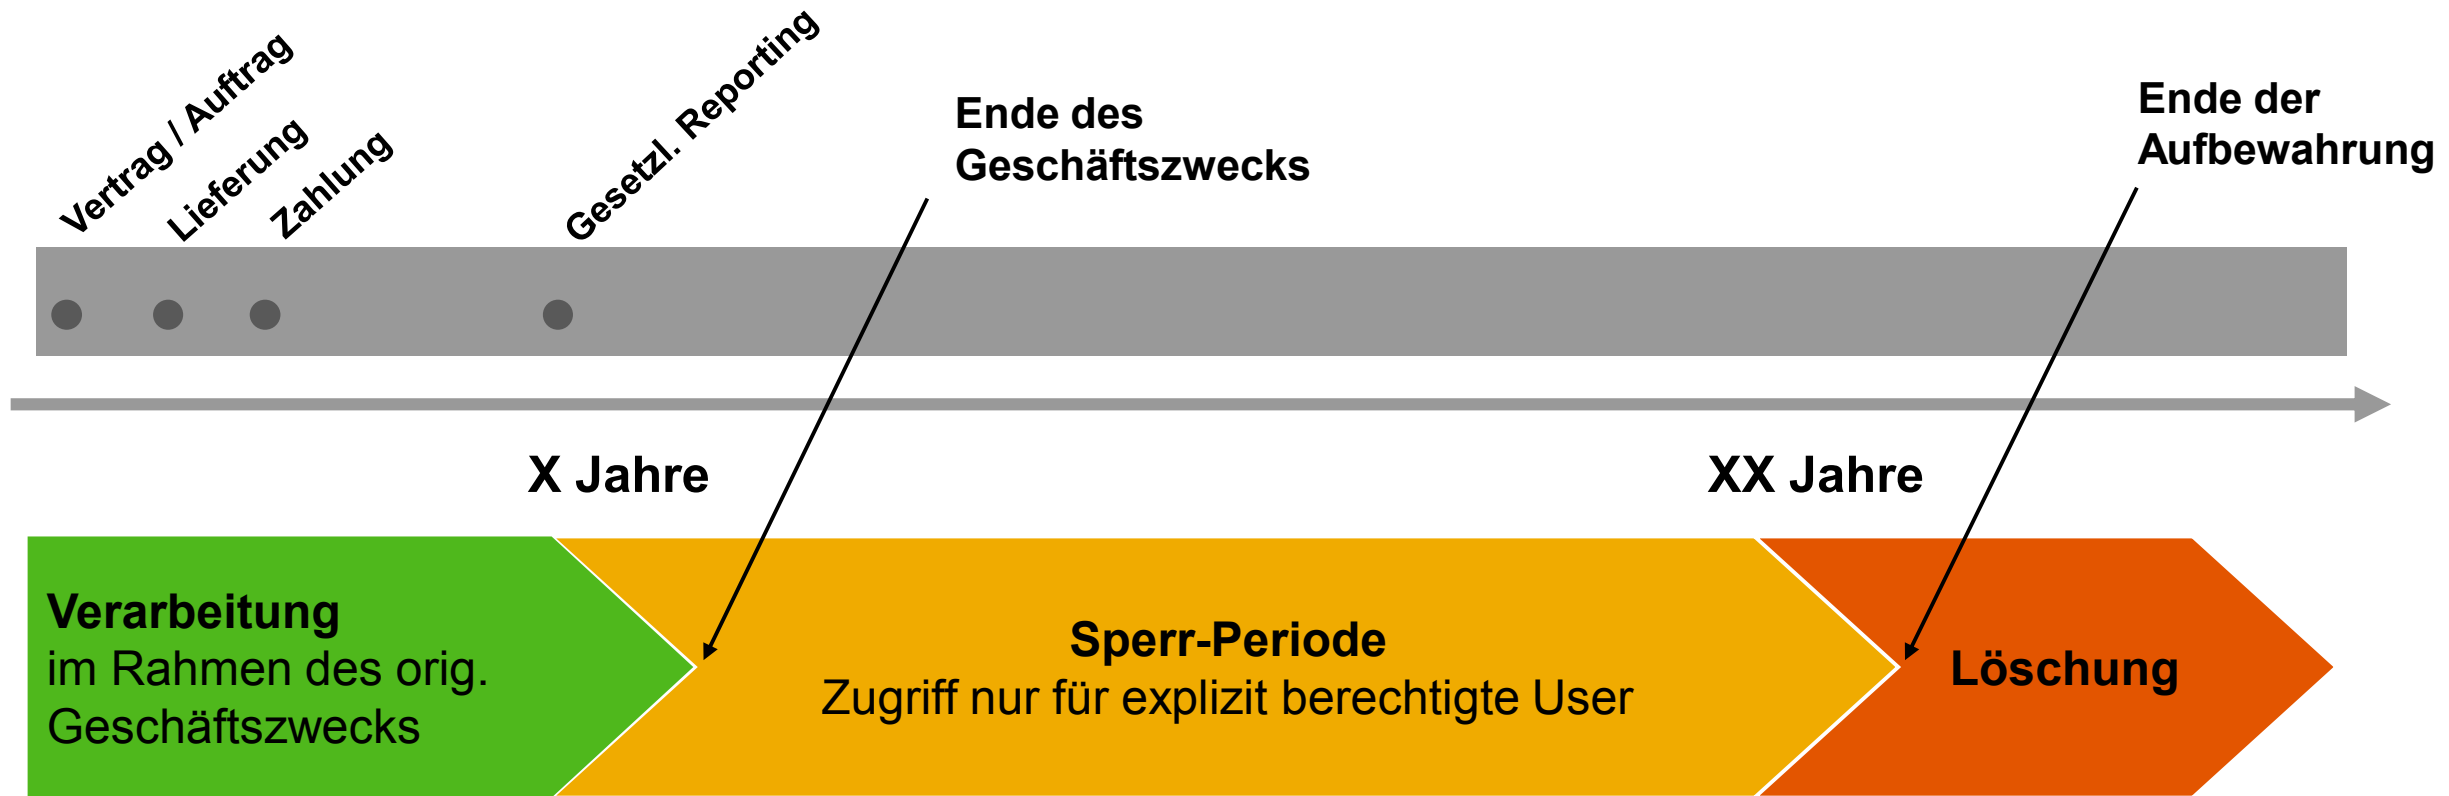 Vertrag / Auftrag
Lieferung
Zahlung
Gesetzl. Reporting
Ende des
Geschäftszwecks
Ende der
Aufbewahrung
X Jahre
XX Jahre
Verarbeitung
im Rahmen des orig.
Geschäftszwecks
Sperr-Periode
Zugriff nur für explizit berechtigte User
Löschung